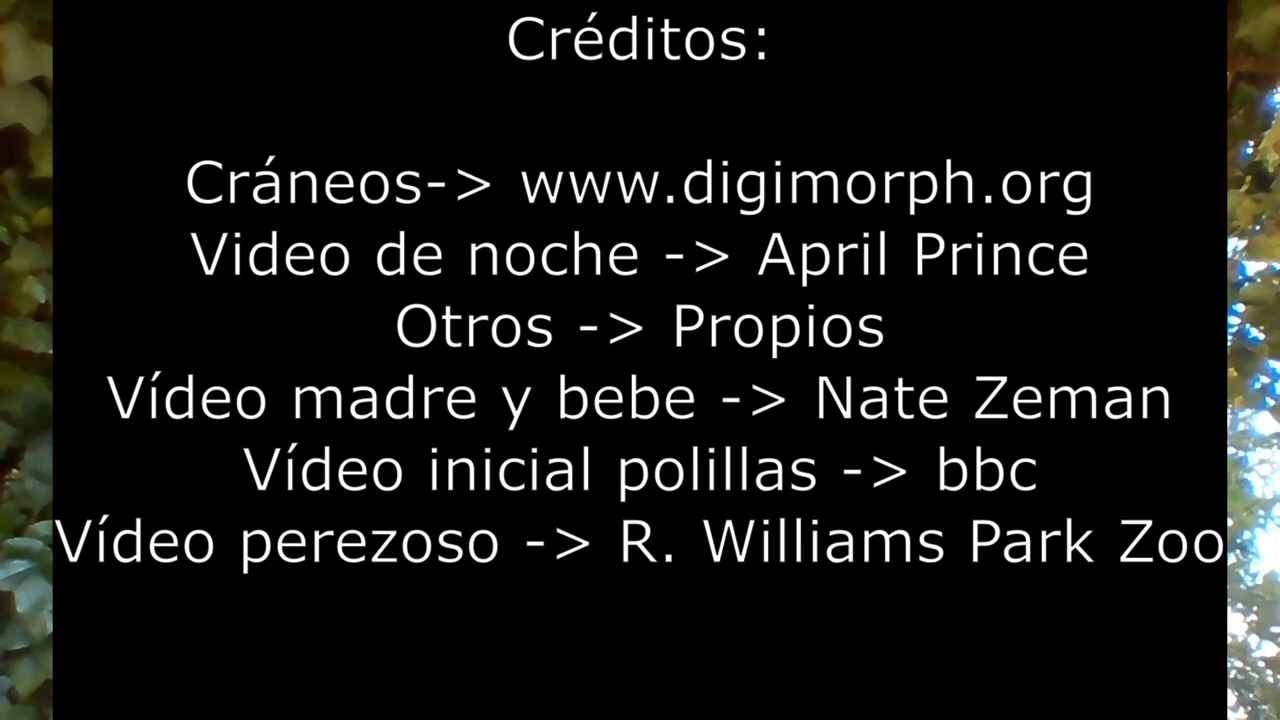 Créditos:
Cráneos-> www.digimorph.org
Video de noche -> April Prince
Otros -> Propios
Vídeo madre y bebe -> Nate Zeman
Vídeo inicial polillas -> bbc
Vídeo perezoso -> R. Williams Park Zoo